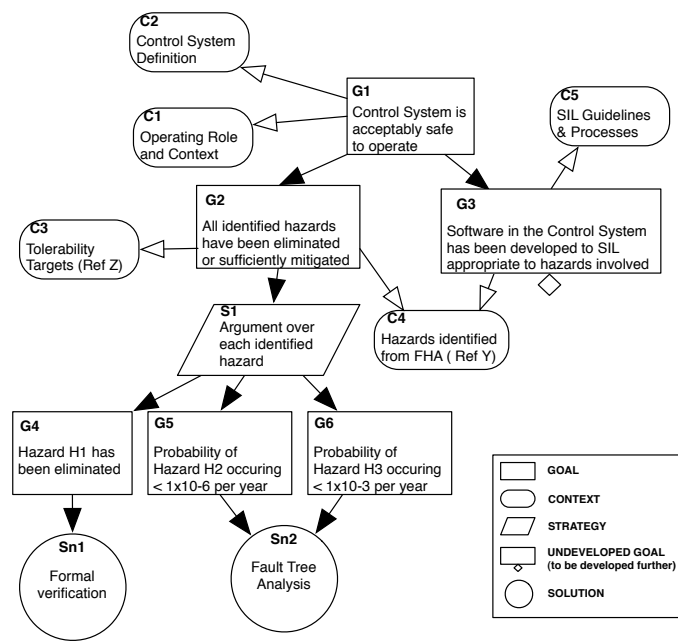 C2
Control System
Definition
G1
Control System is
acceptably safe
to operate
C5
SIL Guidelines
& Processes
C1
Operating Role
and Context
G2
All identified hazards
have been eliminated
or sufficiently mitigated
G3
Software in the Control System
has been developed to SIL
appropriate to hazards involved
C3
Tolerability
Targets (Ref Z)
S1
Argument over
each identified
hazard
C4
Hazards identified
from FHA ( Ref Y)
G4
Hazard H1 has
been eliminated
G5
Probability of
Hazard H2 occuring
< 1x10-6 per year
G6
Probability of
Hazard H3 occuring
< 1x10-3 per year
Sn1
Formal
verification
Sn2
Fault Tree
Analysis
GOAL
CONTEXT
STRATEGY
UNDEVELOPED GOAL
(to be developed further)
SOLUTION